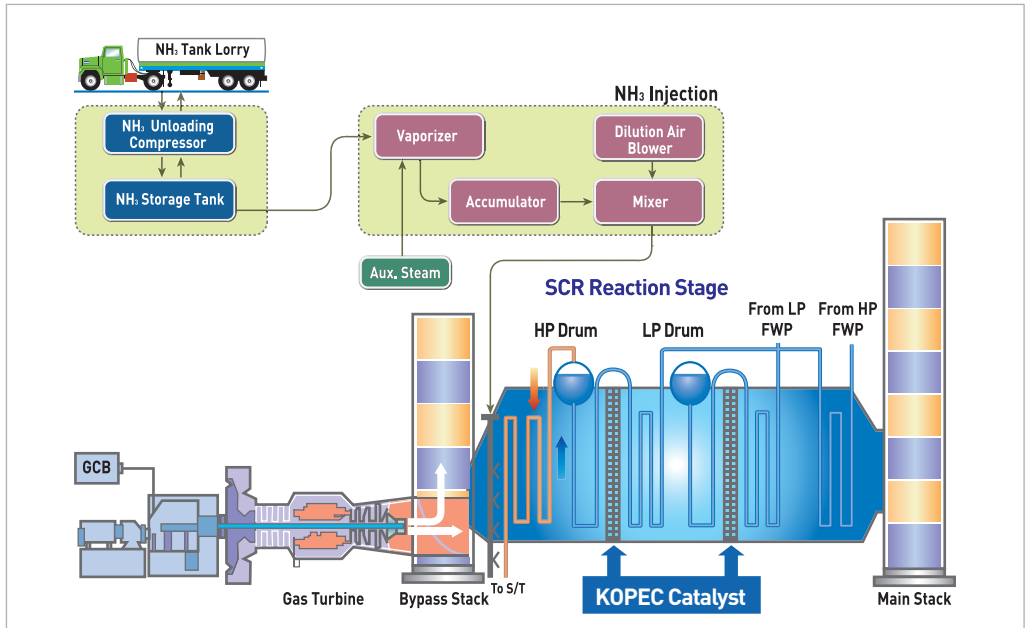 NH₃ Tank Lorry
NH₃ Unloading
Compressor
NH₃ Storage Tank
NH₃ Injection
Vaporizer
Dilution Air
Blower
Accumulator
Mixer
Aux. Steam
SCR Reaction Stage
HP Drum
LP Drum
From LP
FWP
From HP
FWP
GCB
Gas Turbine
Bypass Stack
To S/T
KOPEC Catalyst
Main Stack